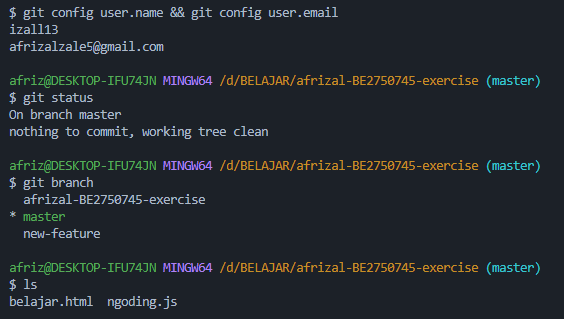 $ git config user.name && git config user.email
izall13
afrizalzale5@gmail.com
afriz@DESKTOP-IFU74JN MINGW64 /d/BELAJAR/afrizal-BE2750745-exercise (master)
$ git status
On branch master
nothing to commit, working tree clean
afriz@DESKTOP-IFU74JN MINGW64 /d/BELAJAR/afrizal-BE2750745-exercise (master)
$ git branch
  afrizal-BE2750745-exercise
* master
  new-feature
afriz@DESKTOP-IFU74JN MINGW64 /d/BELAJAR/afrizal-BE2750745-exercise (master)
$ ls
belajar.html  ngoding.js